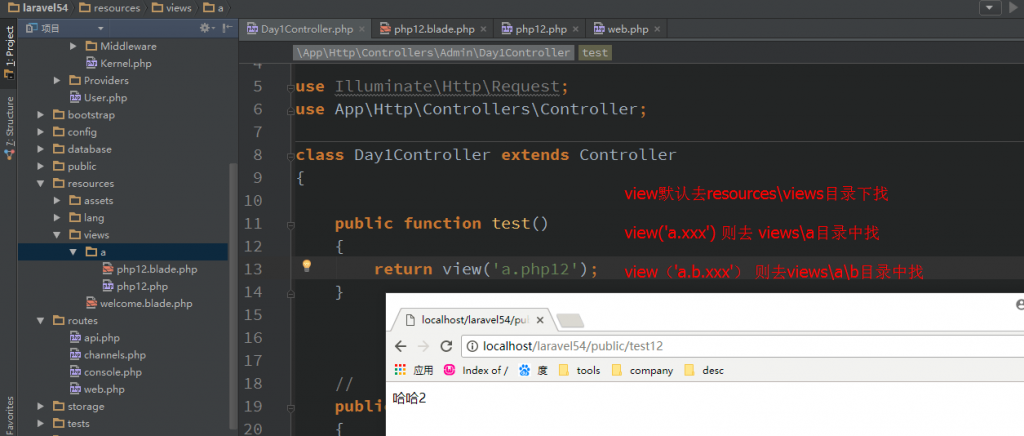 laravel54 resources views a
1: Project
7: Structure
Favorites
项目
Middleware
Kernel.php
Providers
User.php
bootstrap
config
database
public
resources
assets
lang
views
a
php12.blade.php
php12.php
welcome.blade.php
routes
api.php
channels.php
console.php
web.php
storage
tests
Day1Controller.php × php12.blade.php × php12.php × web.php ×
\App\Http\Controllers\Admin\Day1Controller test
4
5 use Illuminate\Http\Request;
6 use App\Http\Controllers\Controller;
7
8 class Day1Controller extends Controller
9 {
10
11 public function test()
12 {
13 return view('a.php12');
14 }
15
16
17
18 //
19 public
20 {
view默认去resources\views目录下找
view('a.xxx') 则去 views\a目录中找
view（'a.b.xxx'） 则去views\a\b目录中找
localhost/laravel54/pu ×
localhost/laravel54/public/test12
应用 Index of / 度 tools company desc
哈哈2